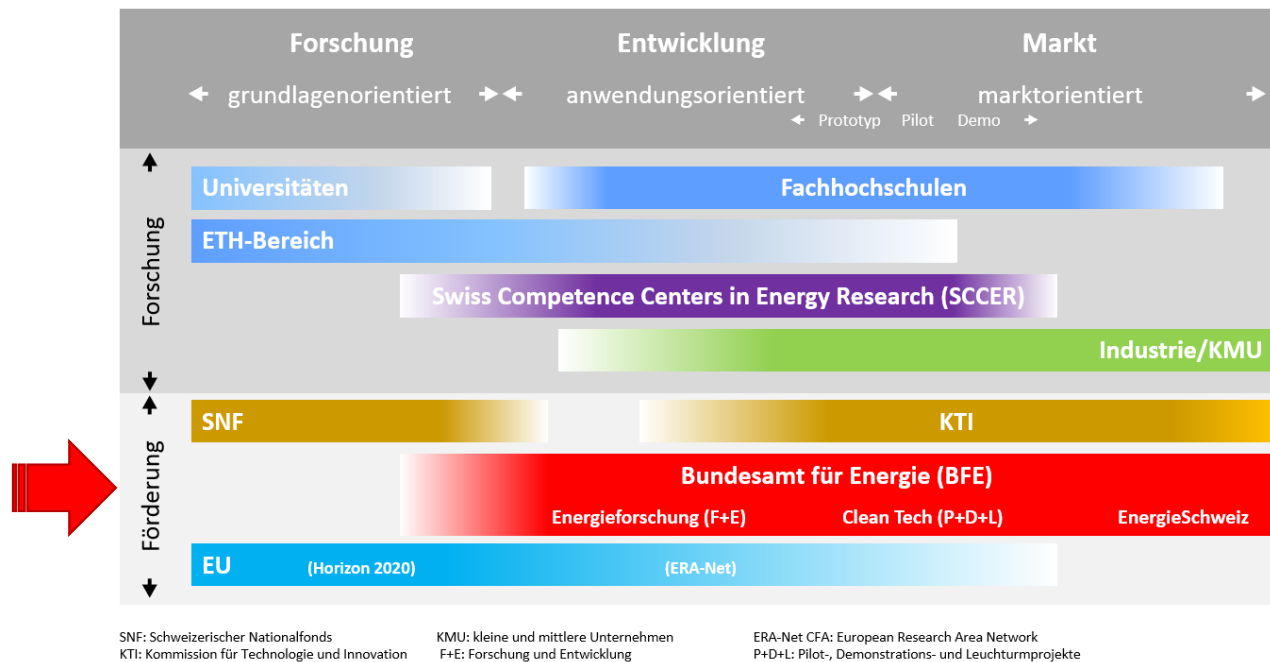 Forschung Entwicklung Markt
grundlagenorientiert anwendungsorientiert marktorientiert
Prototyp Pilot Demo
Forschung
Universitäten Fachhochschulen
ETH-Bereich
Swiss Competence Centers in Energy Research (SCCER)
Industrie/KMU
Förderung
SNF KTI
Bundesamt für Energie (BFE)
Energieforschung (F+E) Clean Tech (P+D+L) EnergieSchweiz
EU (Horizon 2020) (ERA-Net)
SNF: Schweizerischer Nationalfonds KMU: kleine und mittlere Unternehmen ERA-Net CFA: European Research Area Network
KTI: Kommission für Technologie und Innovation F+E: Forschung und Entwicklung P+D+L: Pilot-, Demonstrations- und Leuchturmprojekte